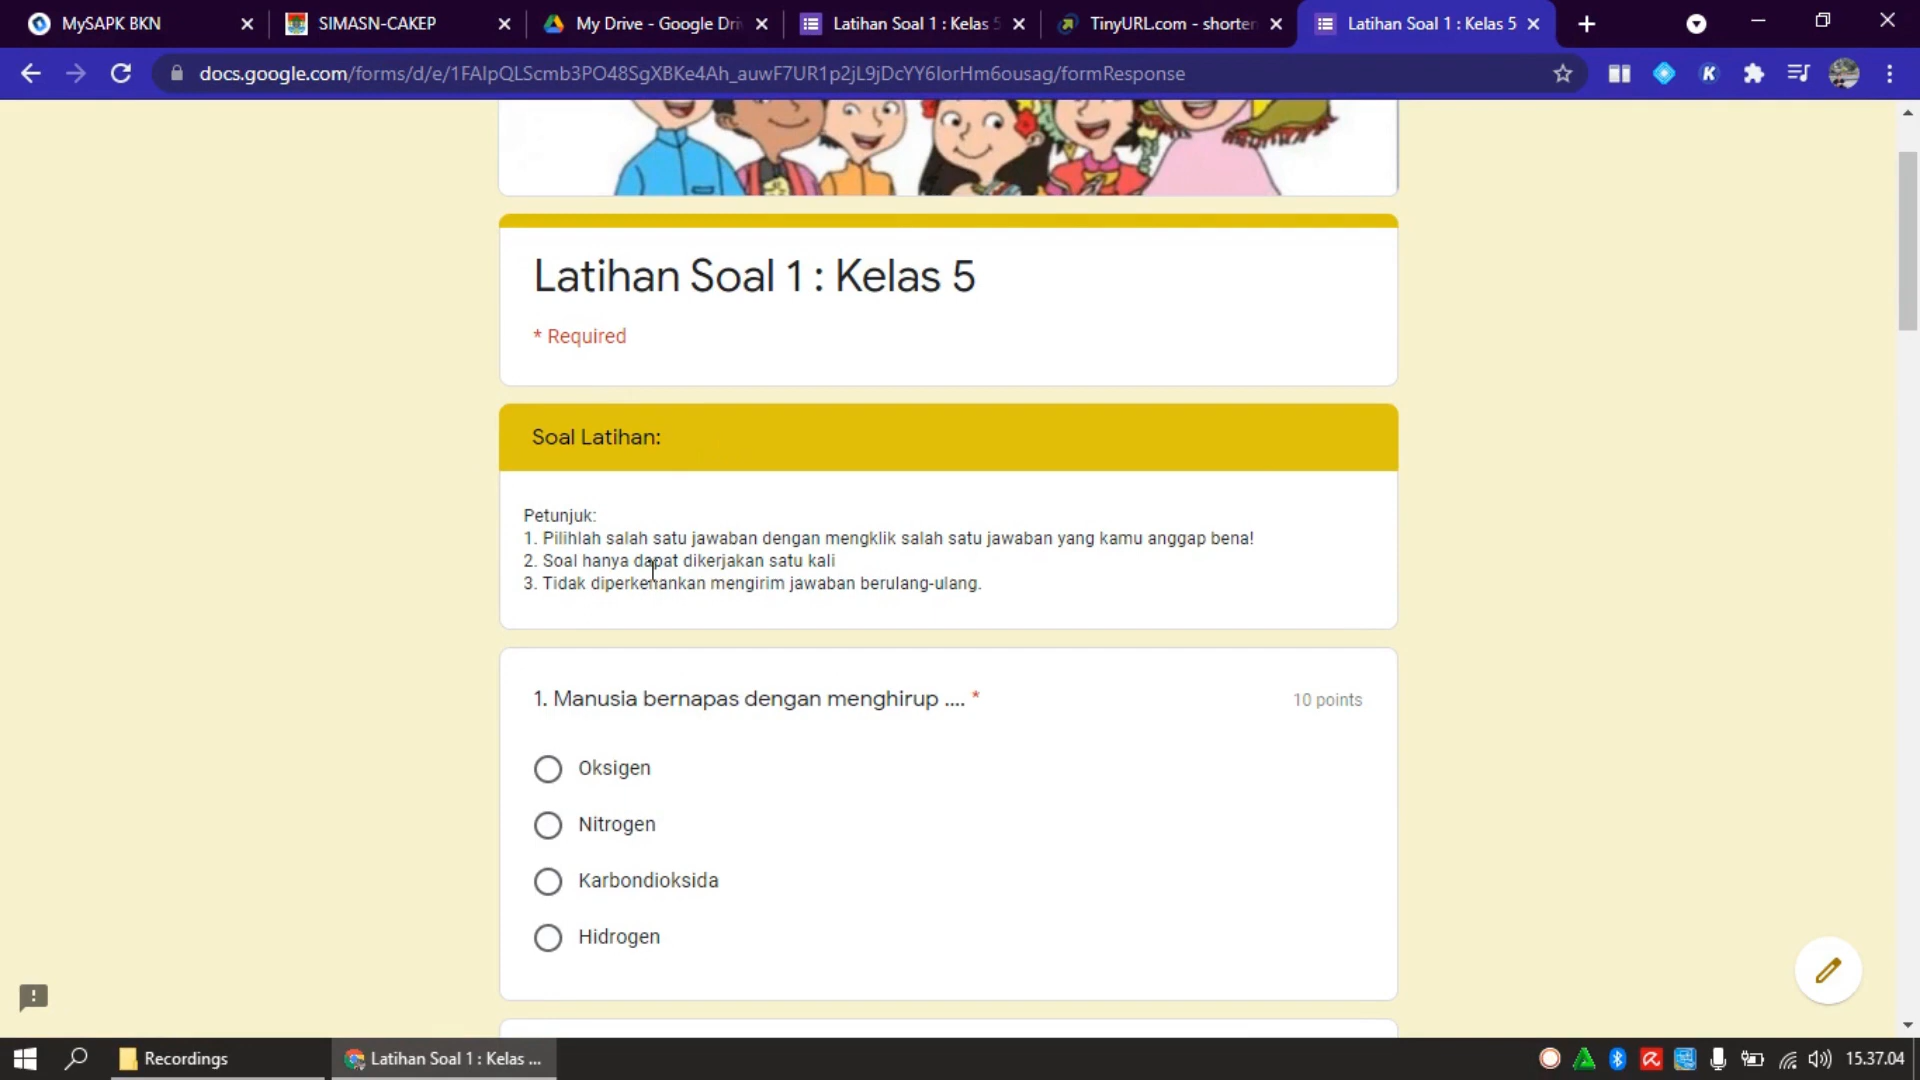 MySAPK BKN
SIMASN-CAKEP
My Drive - Google Dri
Latihan Soal 1 : Kelas 5
TinyURL.com - shorten
Latihan Soal 1 : Kelas 5
docs.google.com/forms/d/e/1FAIpQLScmb3PO48SgXBKe4Ah_auwF7UR1p2jL9jDcYY6IorHm6ousag/formResponse
Latihan Soal 1 : Kelas 5
* Required
Soal Latihan:
Petunjuk:
1. Pilihlah salah satu jawaban dengan mengklik salah satu jawaban yang kamu anggap bena!
2. Soal hanya dapat dikerjakan satu kali
3. Tidak diperkenankan mengirim jawaban berulang-ulang.
1. Manusia bernapas dengan menghirup .... *
10 points
Oksigen
Nitrogen
Karbondioksida
Hidrogen
Recordings
Latihan Soal 1 : Kelas ...
15.37.04